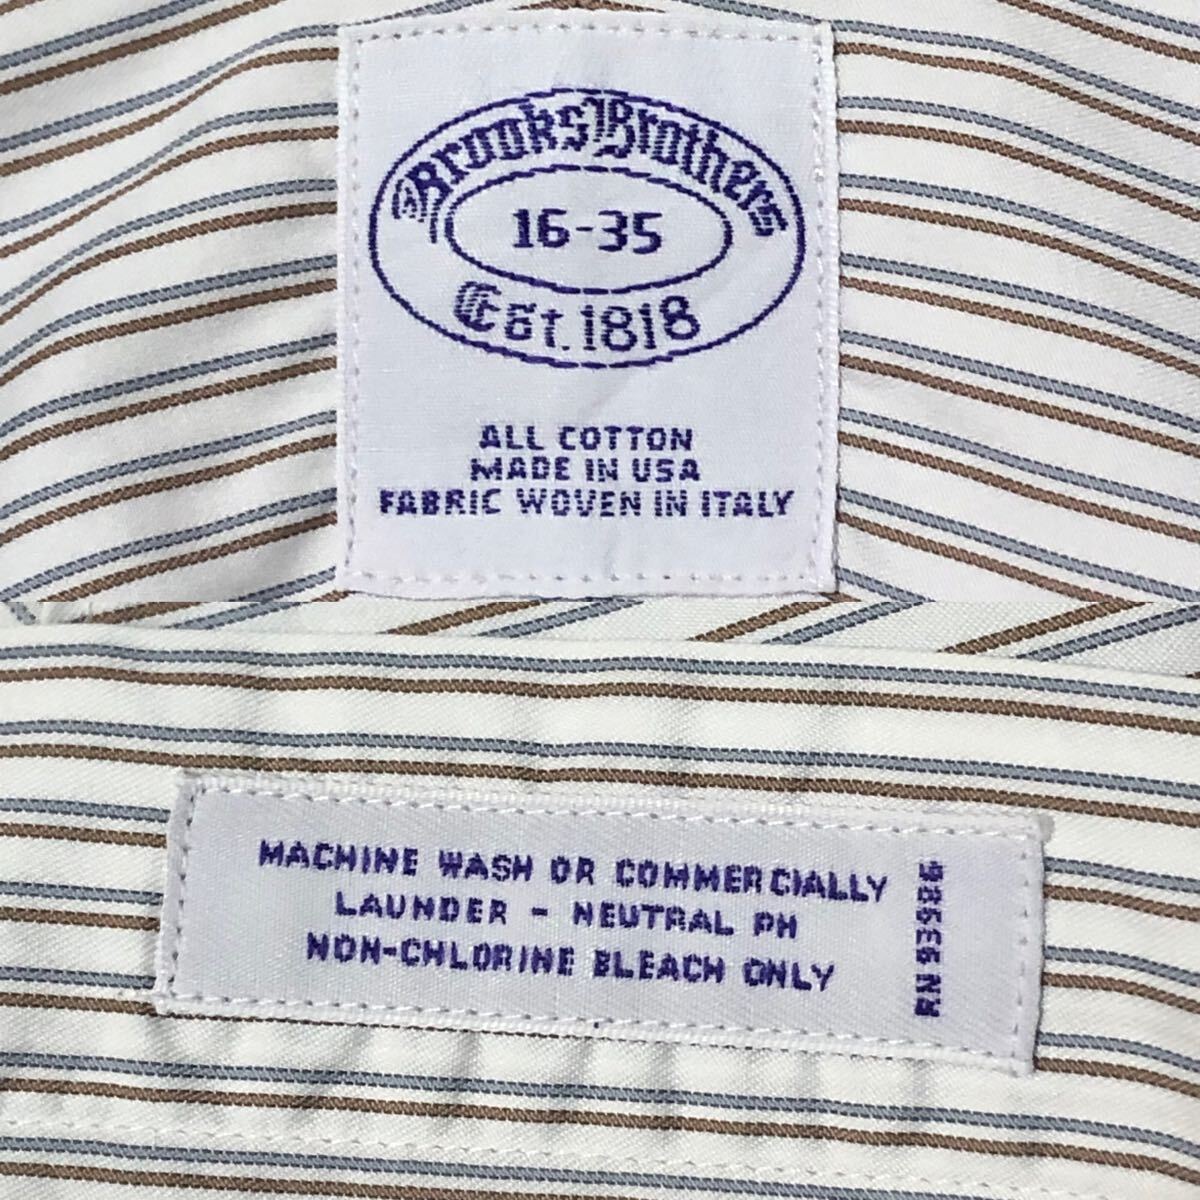 Brooks Brothers
16-35
Est. 1818
ALL COTTON
MADE IN USA
FABRIC WOVEN IN ITALY
MACHINE WASH OR COMMERCIALLY
LAUNDER - NEUTRAL PH
NON-CHLORINE BLEACH ONLY
RN